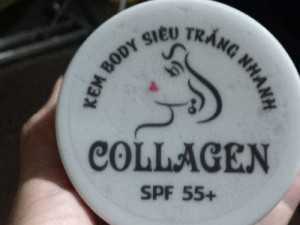 KEM BODY SIÊU TRẮNG NHANH
COLLAGEN
SPF 55+